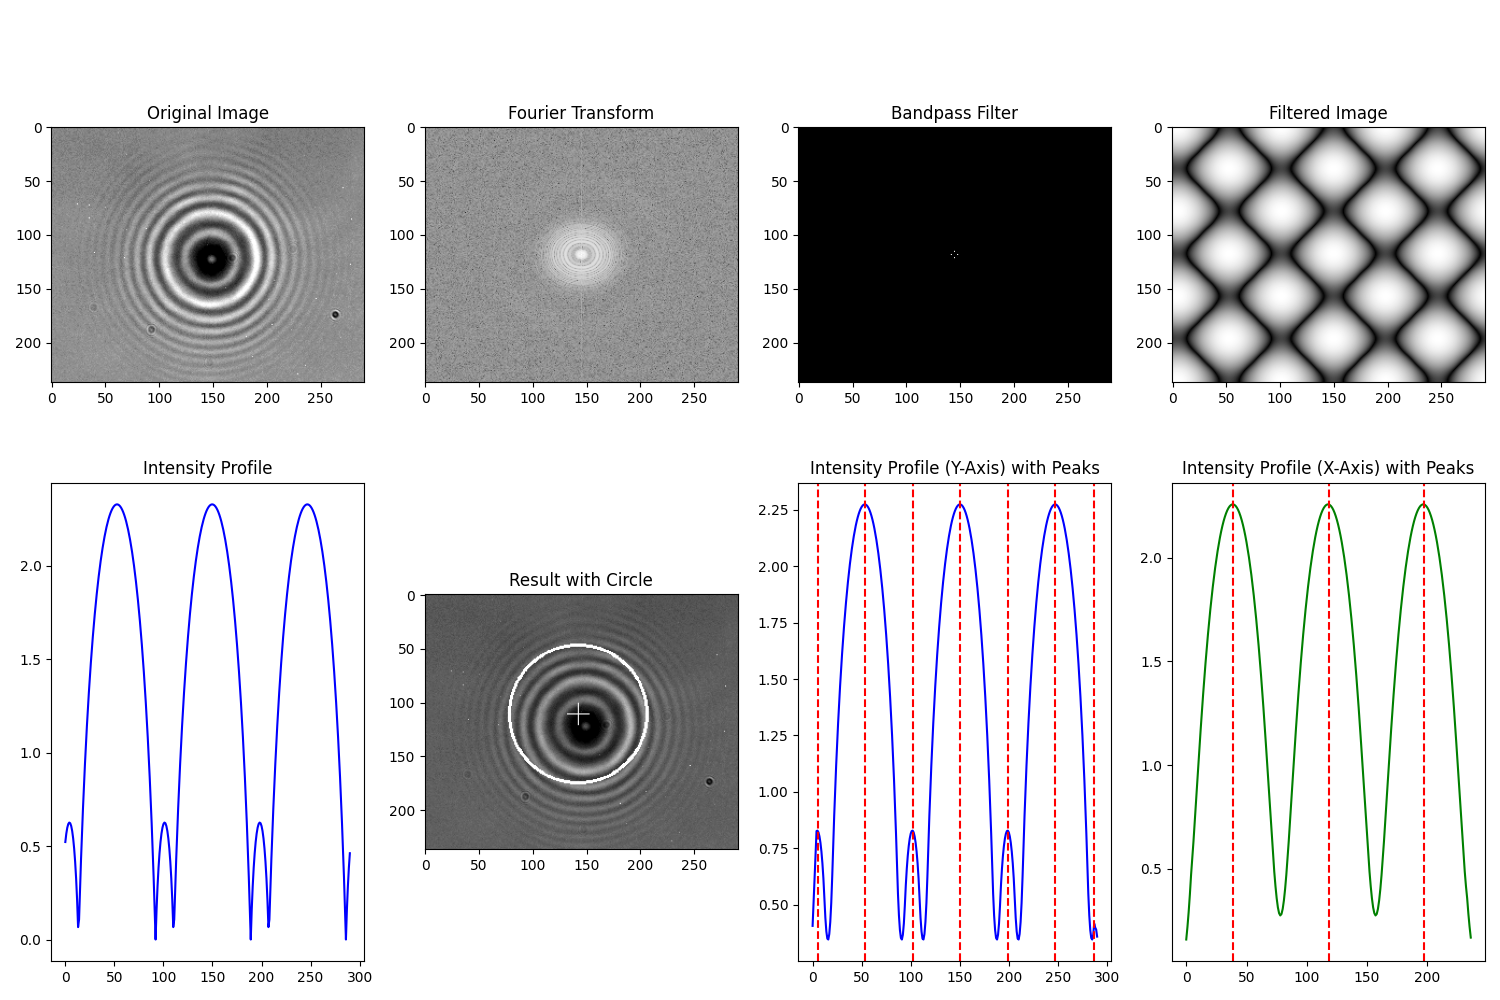 Original Image
Fourier Transform
Bandpass Filter
Filtered Image
0
50
100
150
200
0 50 100 150 200 250
0
50
100
150
200
0 50 100 150 200 250
0
50
100
150
200
0 50 100 150 200 250
0
50
100
150
200
0 50 100 150 200 250
Intensity Profile
2.0
1.5
1.0
0.5
0.0
0 50 100 150 200 250 300
Result with Circle
0
50
100
150
200
0 50 100 150 200 250
Intensity Profile (Y-Axis) with Peaks
2.25
2.00
1.75
1.50
1.25
1.00
0.75
0.50
0 50 100 150 200 250 300
Intensity Profile (X-Axis) with Peaks
2.0
1.5
1.0
0.5
0 50 100 150 200